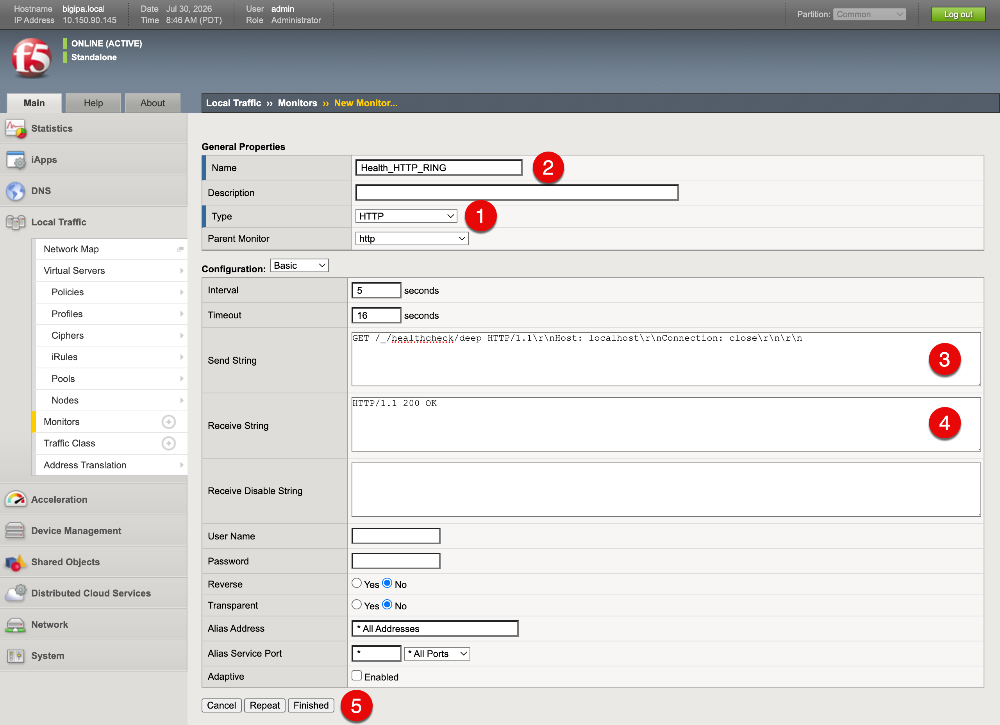 Hostname bigipa.local Date Jul 30, 2026 User admin
IP Address 10.150.90.145 Time 8:46 AM (PDT) Role Administrator
Partition: Common Log out
f5
ONLINE (ACTIVE)
Standalone
Main Help About
Local Traffic ›› Monitors ›› New Monitor...
Statistics
iApps
DNS
Local Traffic
Network Map
Virtual Servers
Policies
Profiles
Ciphers
iRules
Pools
Nodes
Monitors
Traffic Class
Address Translation
Acceleration
Device Management
Shared Objects
Distributed Cloud Services
Network
System
General Properties
Name Health_HTTP_RING 2
Description
Type HTTP 1
Parent Monitor http
Configuration: Basic
Interval 5 seconds
Timeout 16 seconds
Send String GET /_/healthcheck/deep HTTP/1.1\r\nHost: localhost\r\nConnection: close\r\n\r\n 3
Receive String HTTP/1.1 200 OK 4
Receive Disable String
User Name
Password
Reverse Yes No
Transparent Yes No
Alias Address * All Addresses
Alias Service Port * * All Ports
Adaptive Enabled
Cancel Repeat Finished 5